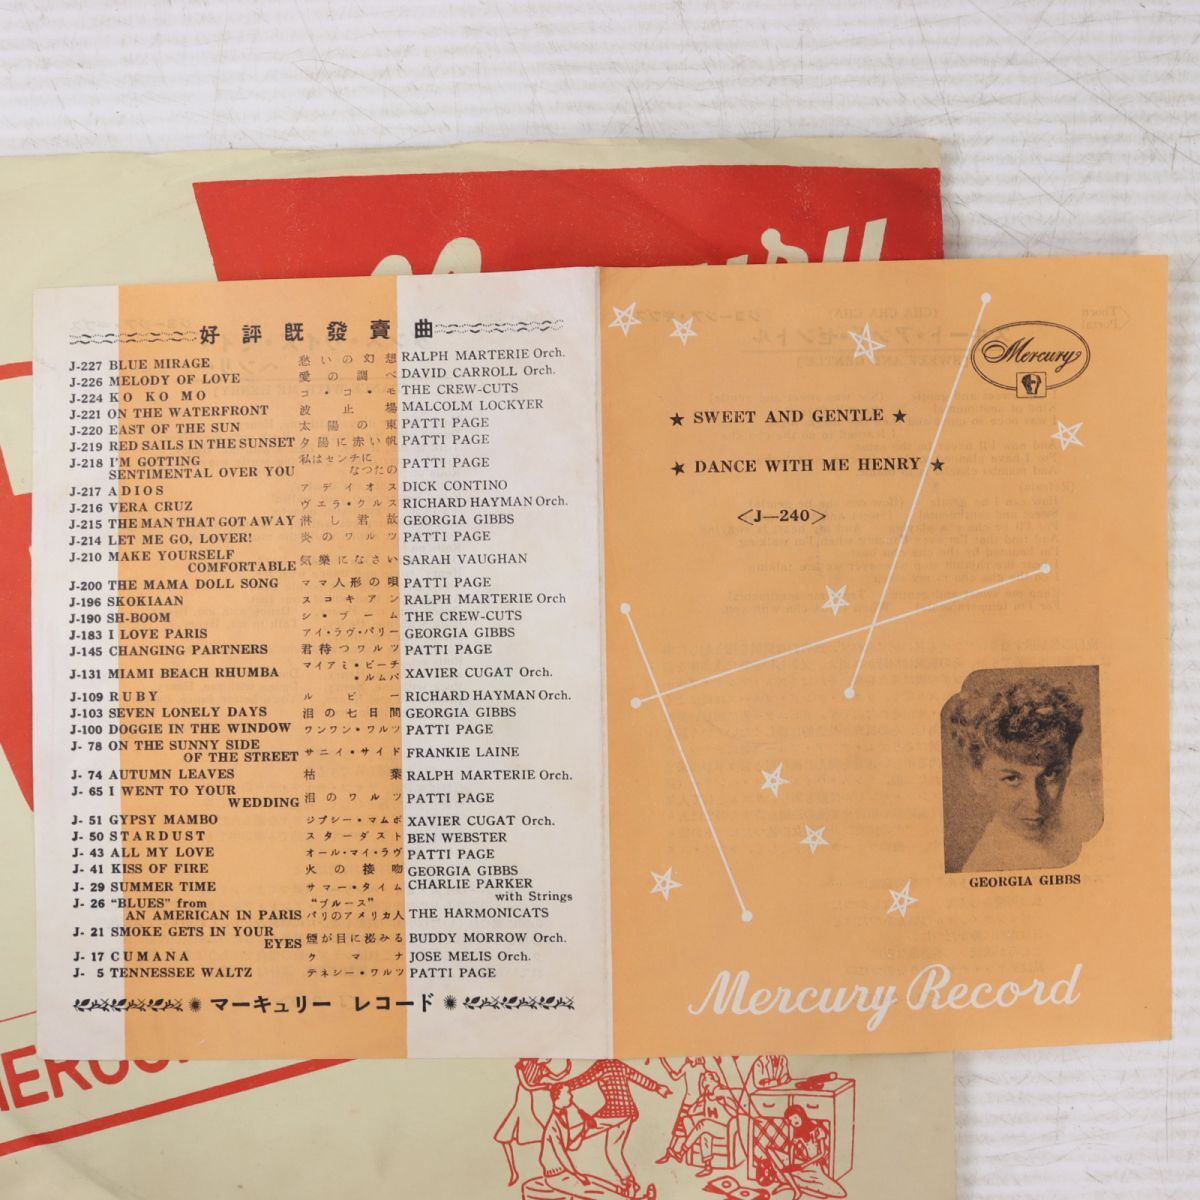 好評旣發賣曲
J-227 BLUE MIRAGE 愁いの幻想 RALPH MARTERIE Orch.
J-226 MELODY OF LOVE 愛の調べ DAVID CARROLL Orch.
J-224 KO KO MO コ・コ・モ THE CREW-CUTS
J-221 ON THE WATERFRONT 波止場 MALCOLM LOCKYER
J-220 EAST OF THE SUN 太陽の東 PATTI PAGE
J-219 RED SAILS IN THE SUNSET 夕陽に赤い帆 PATTI PAGE
J-218 I'M GOTTING SENTIMENTAL OVER YOU 私はセンチになつたの PATTI PAGE
J-217 ADIOS アデイオス DICK CONTINO
J-216 VERA CRUZ ヴエラ・クルス RICHARD HAYMAN Orch.
J-215 THE MAN THAT GOT AWAY 淋し君故 GEORGIA GIBBS
J-214 LET ME GO, LOVER! 炎のワルツ PATTI PAGE
J-210 MAKE YOURSELF COMFORTABLE 気樂になさい SARAH VAUGHAN
J-200 THE MAMA DOLL SONG ママ人形の唄 PATTI PAGE
J-196 SKOKIAAN スコキアン RALPH MARTERIE Orch
J-190 SH-BOOM シ・ブーム THE CREW-CUTS
J-183 I LOVE PARIS アイ・ラヴ・パリー GEORGIA GIBBS
J-145 CHANGING PARTNERS 君待つワルツ PATTI PAGE
J-131 MIAMI BEACH RHUMBA マイアミ・ビーチ・ルムバ XAVIER CUGAT Orch.
J-109 RUBY ルビー RICHARD HAYMAN Orch.
J-103 SEVEN LONELY DAYS 泪の七日間 GEORGIA GIBBS
J-100 DOGGIE IN THE WINDOW ワンワン・ワルツ PATTI PAGE
J- 78 ON THE SUNNY SIDE OF THE STREET サニイ・サイド FRANKIE LAINE
J- 74 AUTUMN LEAVES 枯葉 RALPH MARTERIE Orch.
J- 65 I WENT TO YOUR WEDDING 泪のワルツ PATTI PAGE
J- 51 GYPSY MAMBO ジプシー・マムボ XAVIER CUGAT Orch.
J- 50 STARDUST スターダスト BEN WEBSTER
J- 43 ALL MY LOVE オール・マイ・ラヴ PATTI PAGE
J- 41 KISS OF FIRE 火の接吻 GEORGIA GIBBS
J- 29 SUMMER TIME サマー・タイム CHARLIE PARKER with Strings
J- 26 "BLUES" from AN AMERICAN IN PARIS "ブルース" パリのアメリカ人 THE HARMONICATS
J- 21 SMOKE GETS IN YOUR EYES 煙が目に泌みる BUDDY MORROW Orch.
J- 17 CUMANA クマナ JOSE MELIS Orch.
J- 5 TENNESSEE WALTZ テネシー・ワルツ PATTI PAGE
マーキュリー レコード
Mercury
★ SWEET AND GENTLE ★
★ DANCE WITH ME HENRY ★
<J—240>
GEORGIA GIBBS
Mercury Record